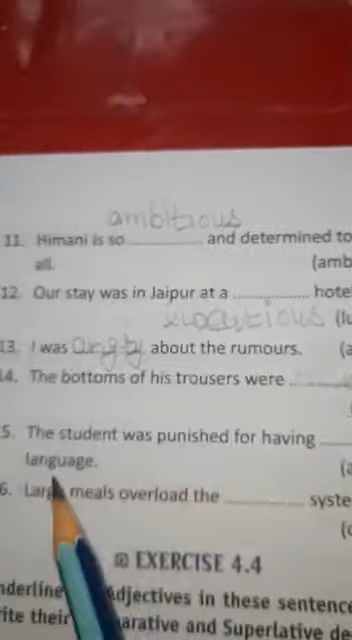 ambitious
11. Himani is so ............ and determined to
all. (amb
12. Our stay was in Jaipur at a ............ hote
(lu
13. I was angry about the rumours. (a
14. The bottoms of his trousers were ............
5. The student was punished for having
language. (a
6. Large meals overload the ............ syste
(d
EXERCISE 4.4
nderline Adjectives in these sentence
rite their parative and Superlative de